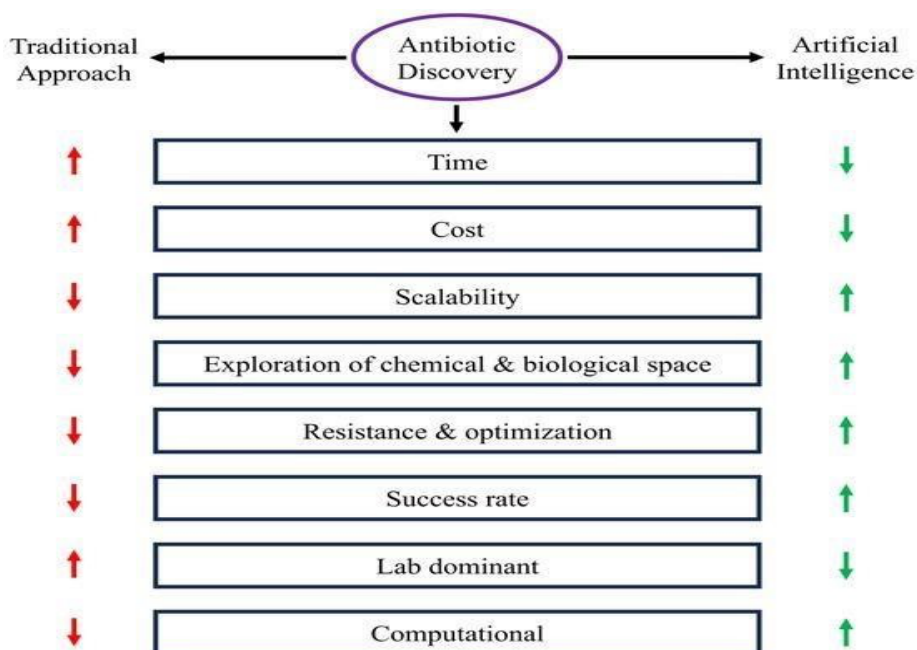 Traditional
Approach
Antibiotic
Discovery
Artificial
Intelligence
Time
Cost
Scalability
Exploration of chemical & biological space
Resistance & optimization
Success rate
Lab dominant
Computational